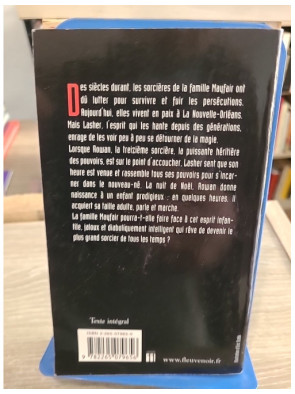 Des siècles durant, les sorcières de la famille Mayfair ont
dû lutter pour survivre et fuir les persécutions.
Aujourd'hui, elles vivent en paix à La Nouvelle-Orléans.
Mais Lasher, l'esprit qui les hante depuis des générations,
enrage de les voir peu à peu se détourner de la magie.
Lorsque Rowan, la treizième sorcière, la puissante héritière
des pouvoirs, est sur le point d'accoucher, Lasher sent que son
heure est venue et rassemble tous ses pouvoirs pour s'incar-
ner dans le nouveau-né. La nuit de Noël, Rowan donne
naissance à un enfant prodigieux : en quelques heures, il
acquiert sa taille adulte, parle et marche.
La famille Mayfair pourra-t-elle faire face à cet esprit infan-
tile, jaloux et diaboliquement intelligent qui rêve de devenir le
plus grand sorcier de tous les temps ?
Texte intégral
www.fleuvenoir.fr